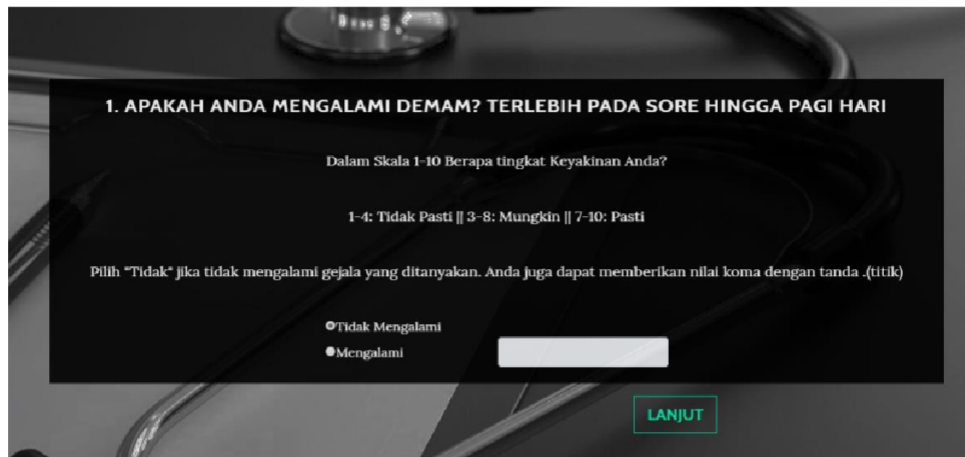 1. APAKAH ANDA MENGALAMI DEMAM? TERLEBIH PADA SORE HINGGA PAGI HARI
Dalam Skala 1-10 Berapa tingkat Keyakinan Anda?
1-4: Tidak Pasti || 3-8: Mungkin || 7-10: Pasti
Pilih "Tidak" jika tidak mengalami gejala yang ditanyakan. Anda juga dapat memberikan nilai koma dengan tanda .(titik)
Tidak Mengalami
Mengalami
LANJUT